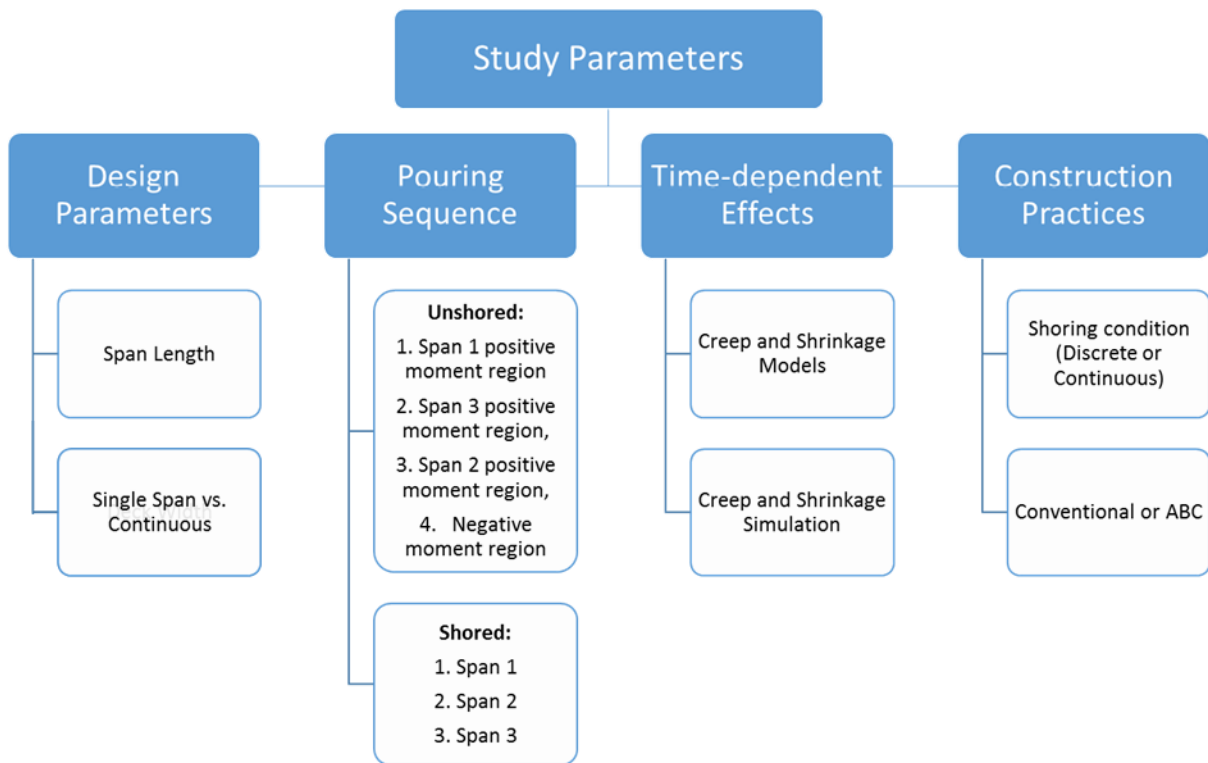 Study Parameters
Design
Parameters
Pouring
Sequence
Time-dependent
Effects
Construction
Practices
Span Length
Single Span vs.
Continuous
Deck Width
Unshored:
1. Span 1 positive
moment region
2. Span 3 positive
moment region,
3. Span 2 positive
moment region,
4. Negative
moment region
Shored:
1. Span 1
2. Span 2
3. Span 3
Creep and Shrinkage
Models
Creep and Shrinkage
Simulation
Shoring condition
(Discrete or
Continuous)
Conventional or ABC